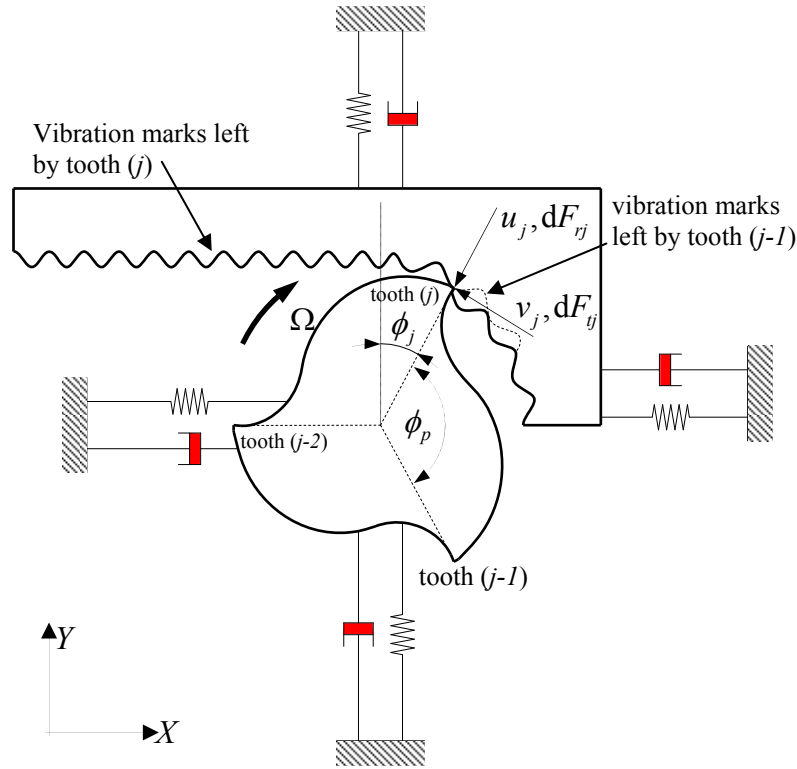 Vibration marks left
by tooth (j)
u_j, dF_rj
vibration marks
left by tooth (j-1)
tooth (j)
v_j, dF_tj
Ω
ϕ_j
ϕ_p
tooth (j-2)
tooth (j-1)
Y
X